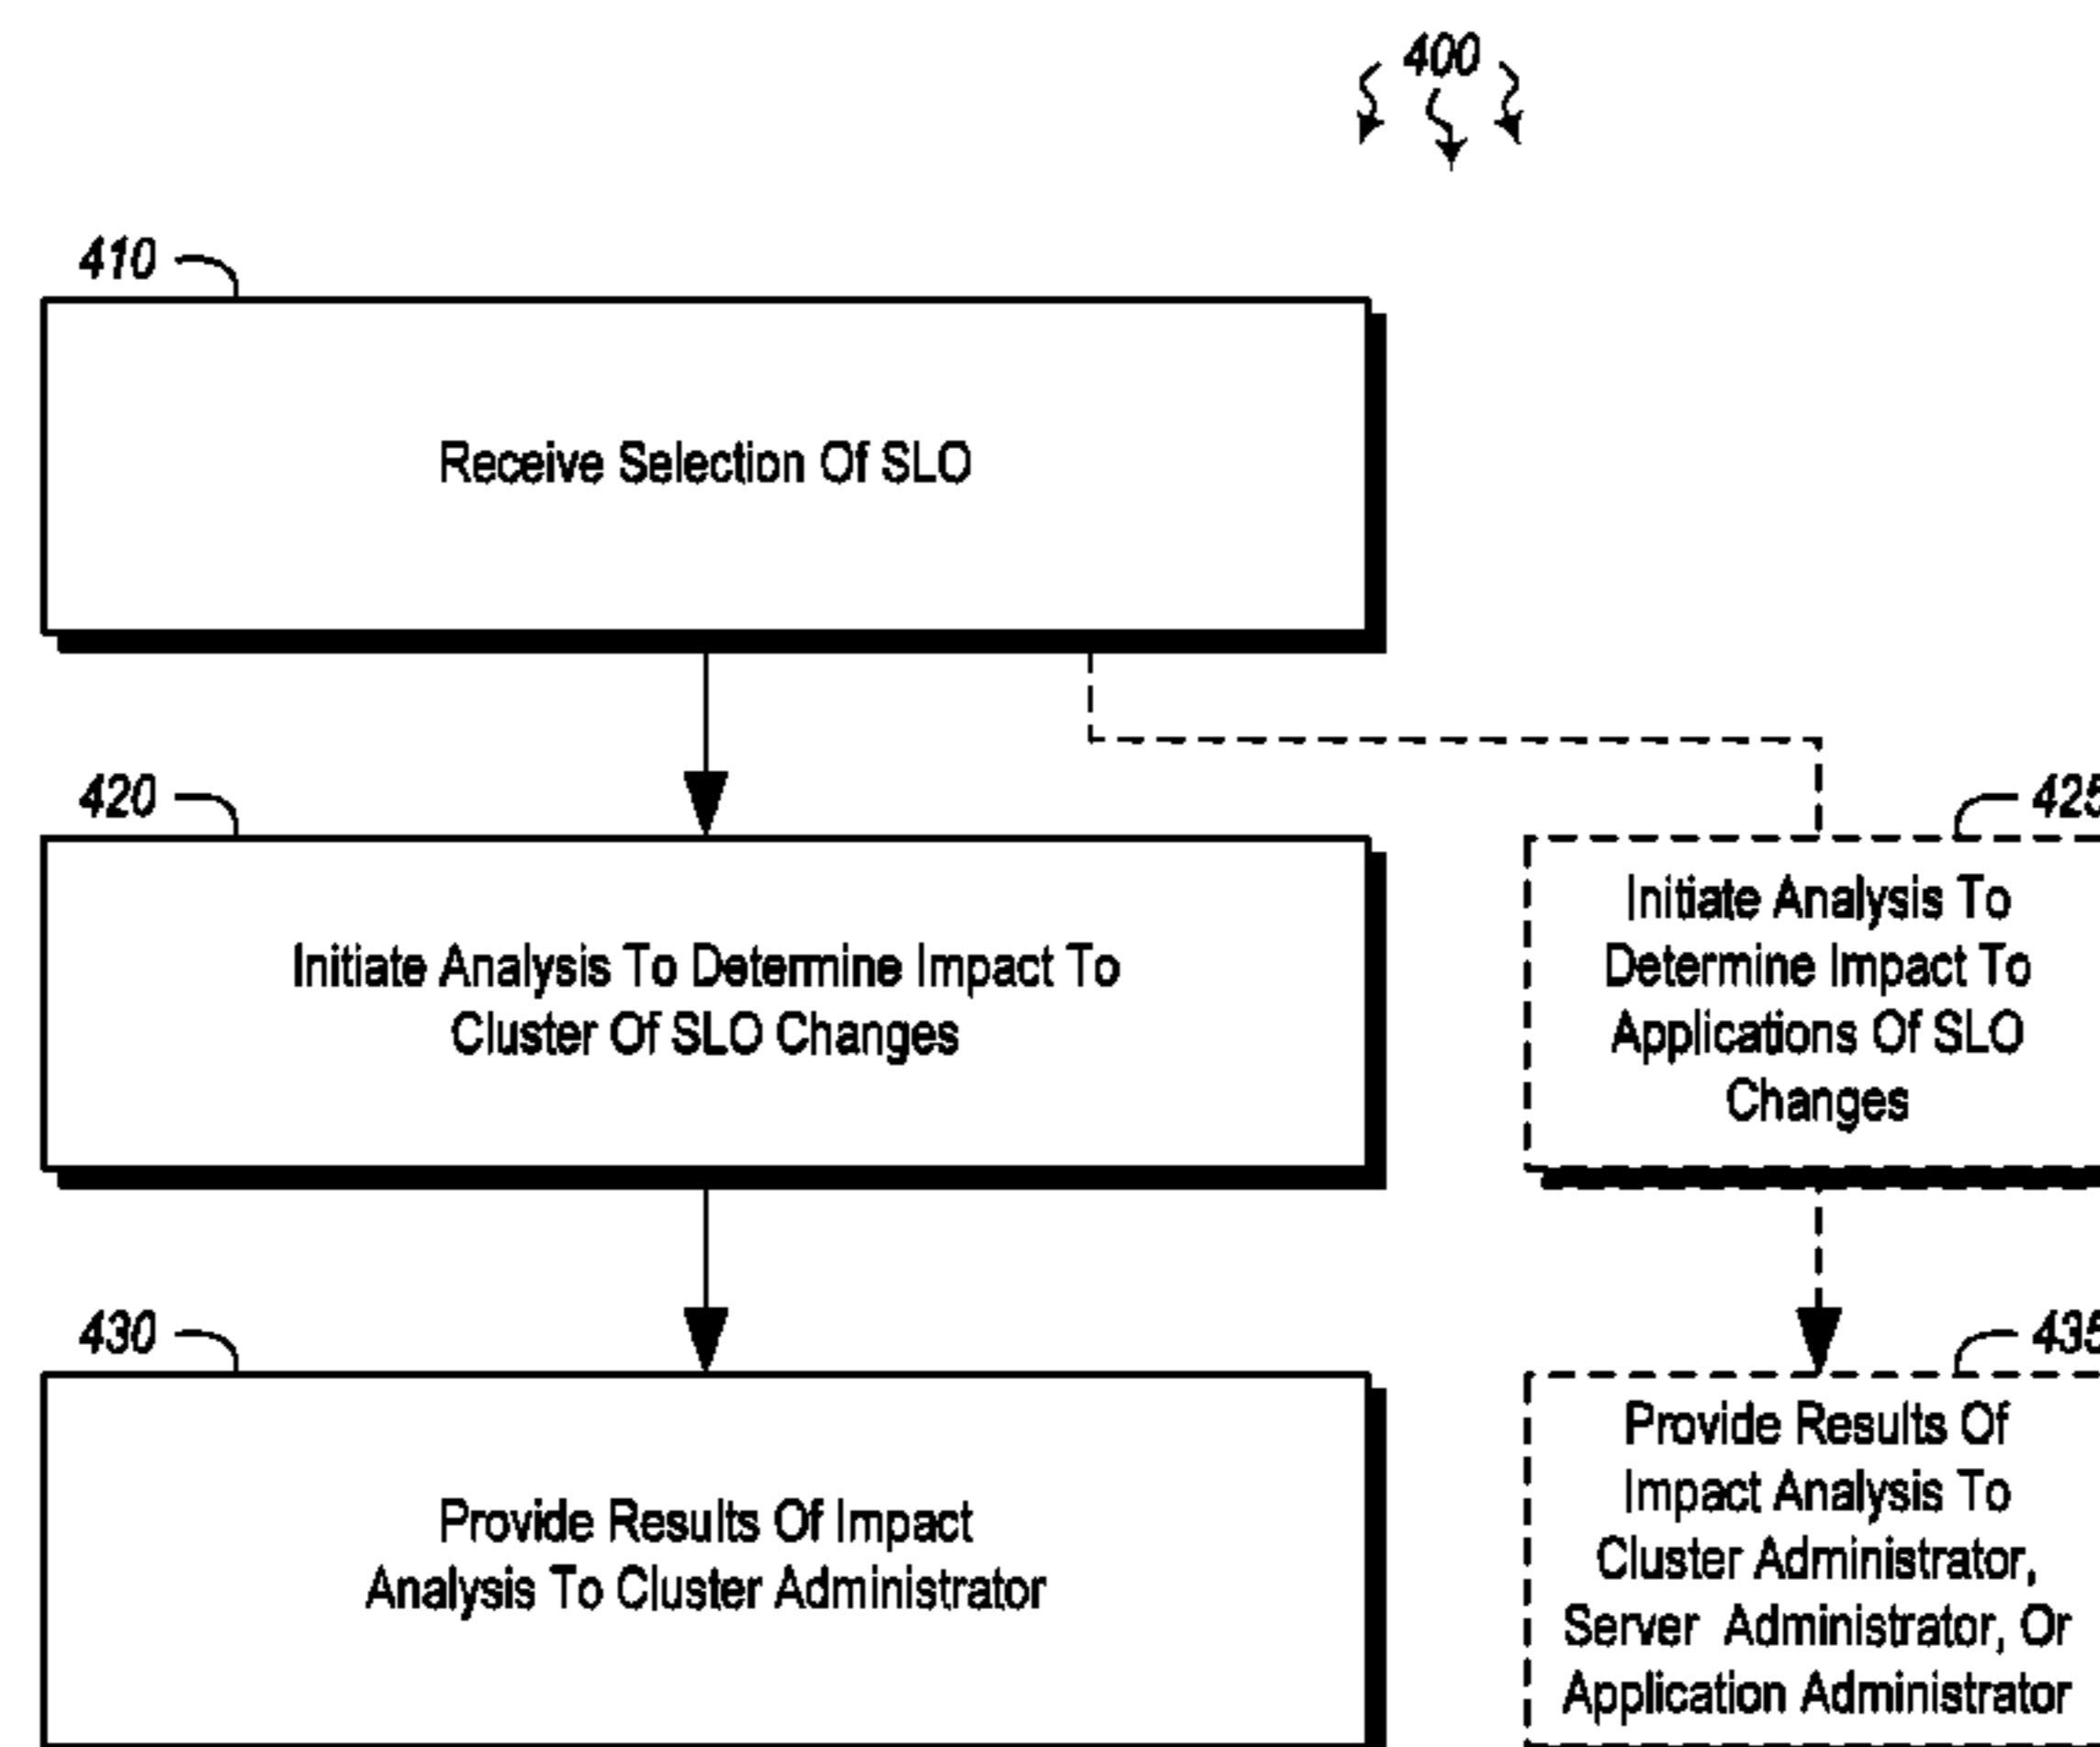 400
410
Receive Selection Of SLO
420
Initiate Analysis To Determine Impact To
Cluster Of SLO Changes
425
Initiate Analysis To
Determine Impact To
Applications Of SLO
Changes
430
Provide Results Of Impact
Analysis To Cluster Administrator
435
Provide Results Of
Impact Analysis To
Cluster Administrator,
Server Administrator, Or
Application Administrator